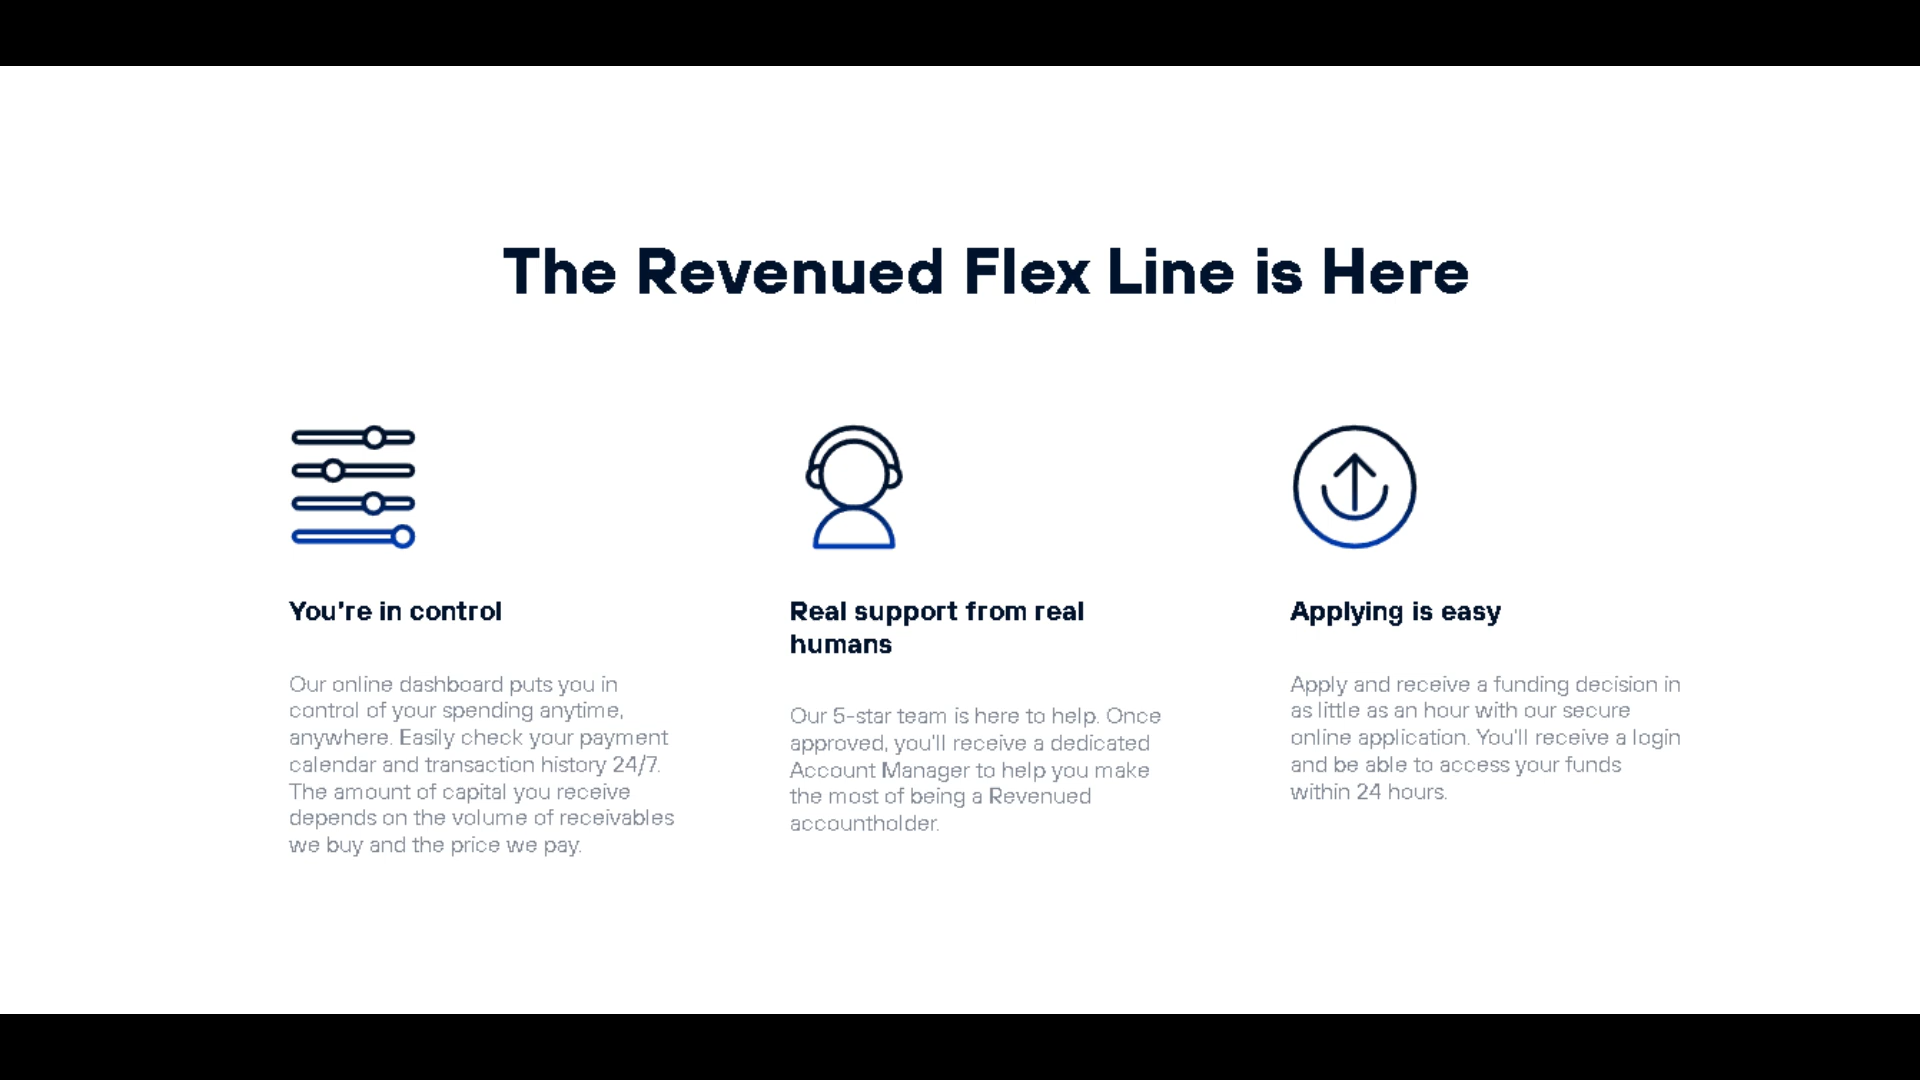 The Revenued Flex Line is Here
You're in control
Our online dashboard puts you in
control of your spending anytime,
anywhere. Easily check your payment
calendar and transaction history 24/7.
The amount of capital you receive
depends on the volume of receivables
we buy and the price we pay.
Real support from real
humans
Our 5-star team is here to help. Once
approved, you'll receive a dedicated
Account Manager to help you make
the most of being a Revenued
accountholder.
Applying is easy
Apply and receive a funding decision in
as little as an hour with our secure
online application. You'll receive a login
and be able to access your funds
within 24 hours.